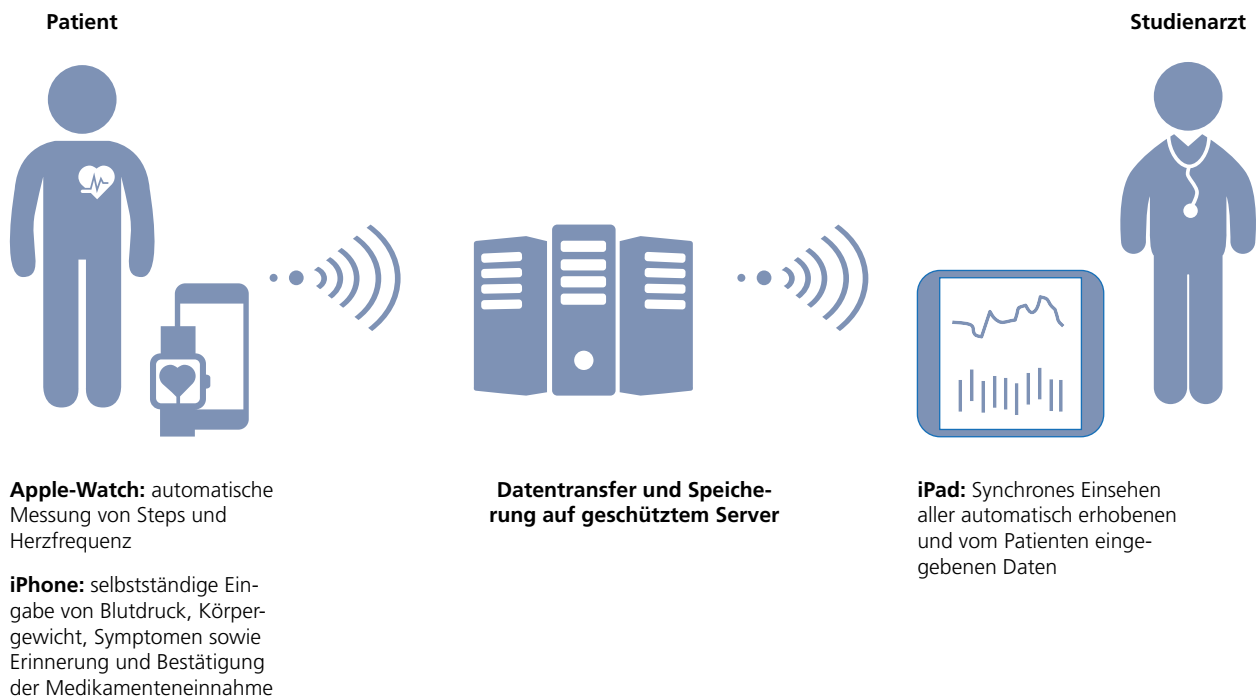 Patient
Studienarzt
Apple-Watch: automatische
Messung von Steps und
Herzfrequenz
iPhone: selbstständige Ein-
gabe von Blutdruck, Körper-
gewicht, Symptomen sowie
Erinnerung und Bestätigung
der Medikamenteneinnahme
Datentransfer und Speiche-
rung auf geschütztem Server
iPad: Synchrones Einsehen
aller automatisch erhobenen
und vom Patienten einge-
gebenen Daten